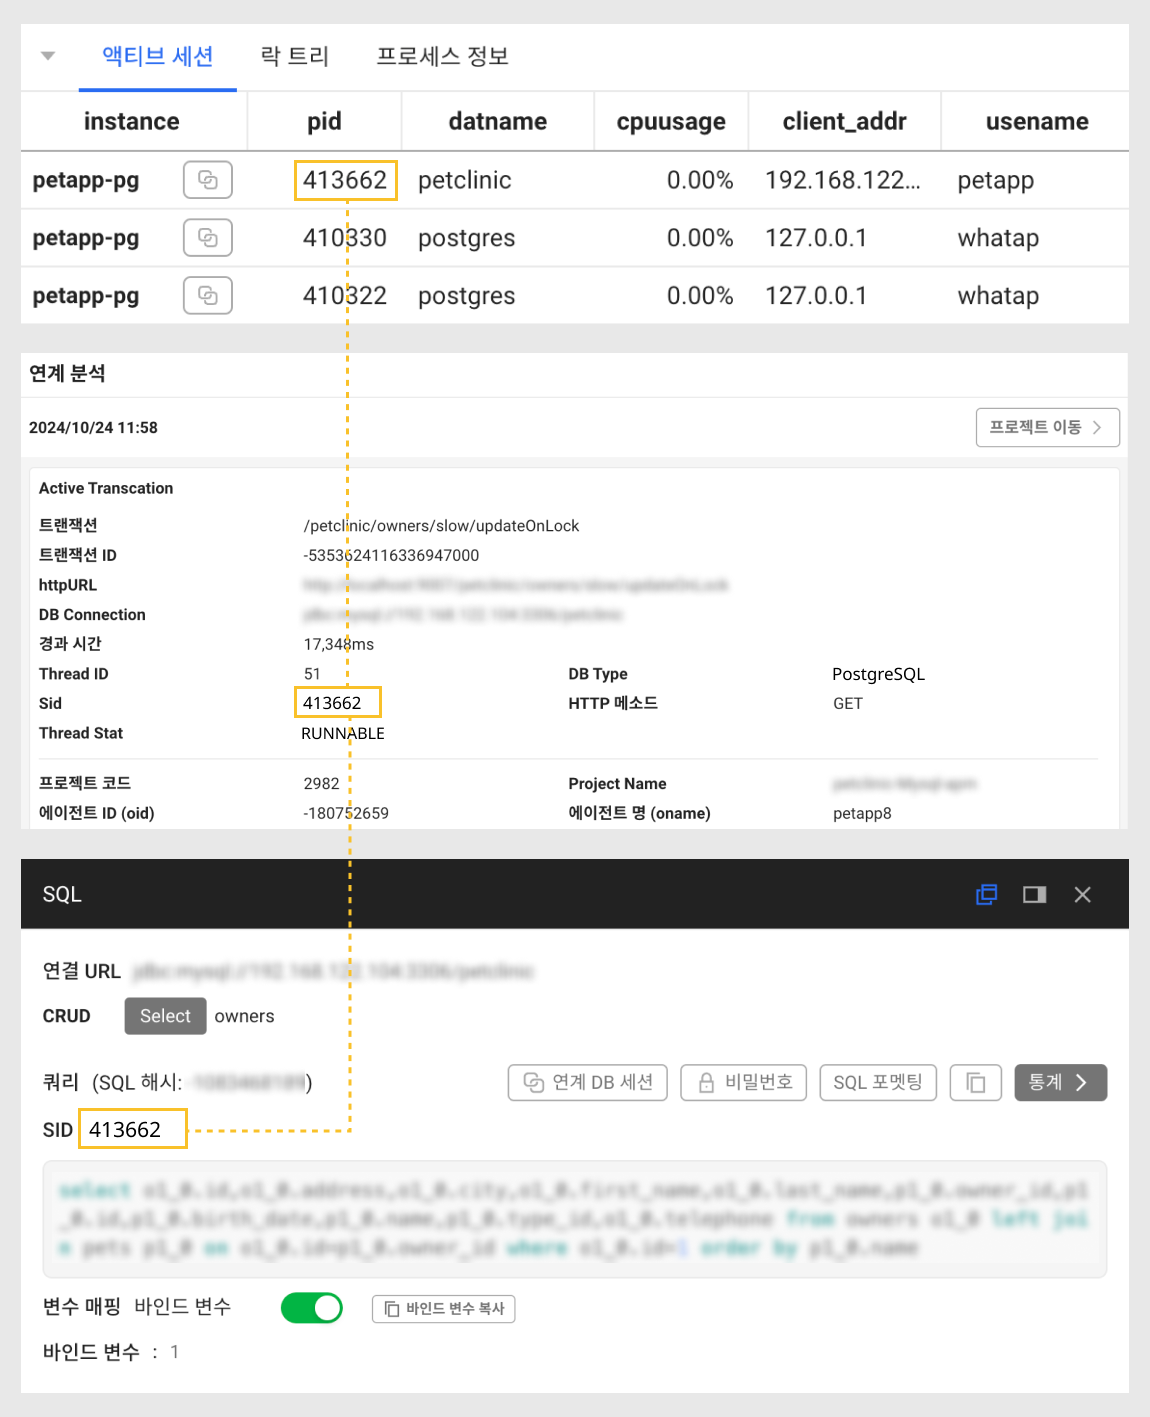 액티브 세션 락 트리 프로세스 정보
instance pid datname cpuusage client_addr usename
petapp-pg 413662 petclinic 0.00% 192.168.122... petapp
petapp-pg 410330 postgres 0.00% 127.0.0.1 whatap
petapp-pg 410322 postgres 0.00% 127.0.0.1 whatap
연계 분석
2024/10/24 11:58 프로젝트 이동
Active Transcation
트랜잭션 /petclinic/owners/slow/updateOnLock
트랜잭션 ID -5353624116336947000
httpURL
DB Connection
경과 시간 17,348ms
Thread ID 51 DB Type PostgreSQL
Sid 413662 HTTP 메소드 GET
Thread Stat RUNNABLE
프로젝트 코드 2982 Project Name
에이전트 ID (oid) -180752659 에이전트 명 (oname) petapp8
SQL
연결 URL
CRUD Select owners
쿼리 (SQL 해시: ) 연계 DB 세션 비밀번호 SQL 포멧팅 통계
SID 413662
변수 매핑 바인드 변수 바인드 변수 복사
바인드 변수 : 1